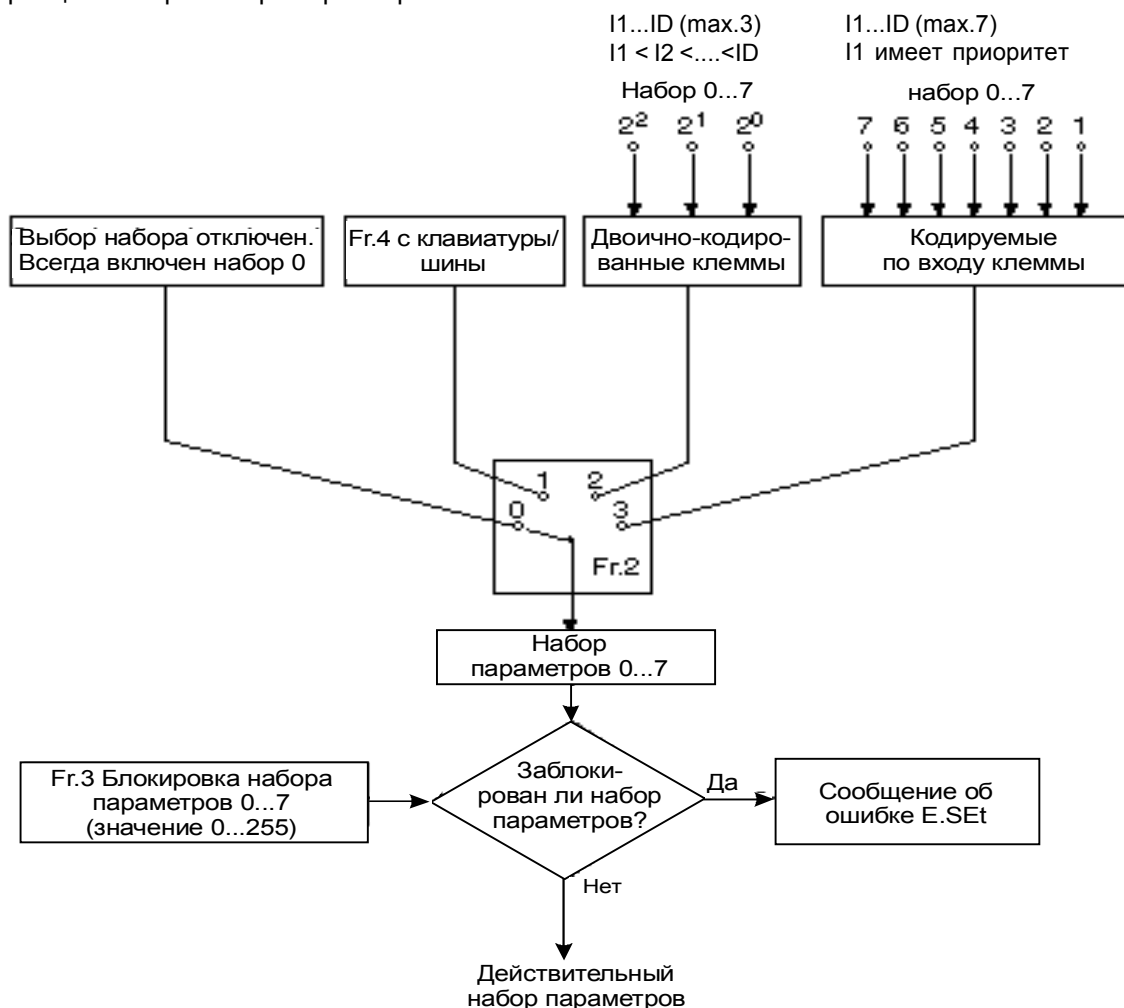 I1...ID (max.3)
I1 < I2 <....<ID
Набор 0...7
2² 2¹ 2⁰
I1...ID (max.7)
I1 имеет приоритет
набор 0...7
7 6 5 4 3 2 1
Выбор набора отключен.
Всегда включен набор 0
Fr.4 с клавиатуры/
шины
Двоично-кодиро-
ванные клеммы
Кодируемые
по входу клеммы
0
1
2
3
Fr.2
Набор
параметров 0...7
Fr.3 Блокировка набора
параметров 0...7
(значение 0...255)
Заблоки-
рован ли набор
параметров?
Да
Сообщение об
ошибке E.SEt
Нет
Действительный
набор параметров